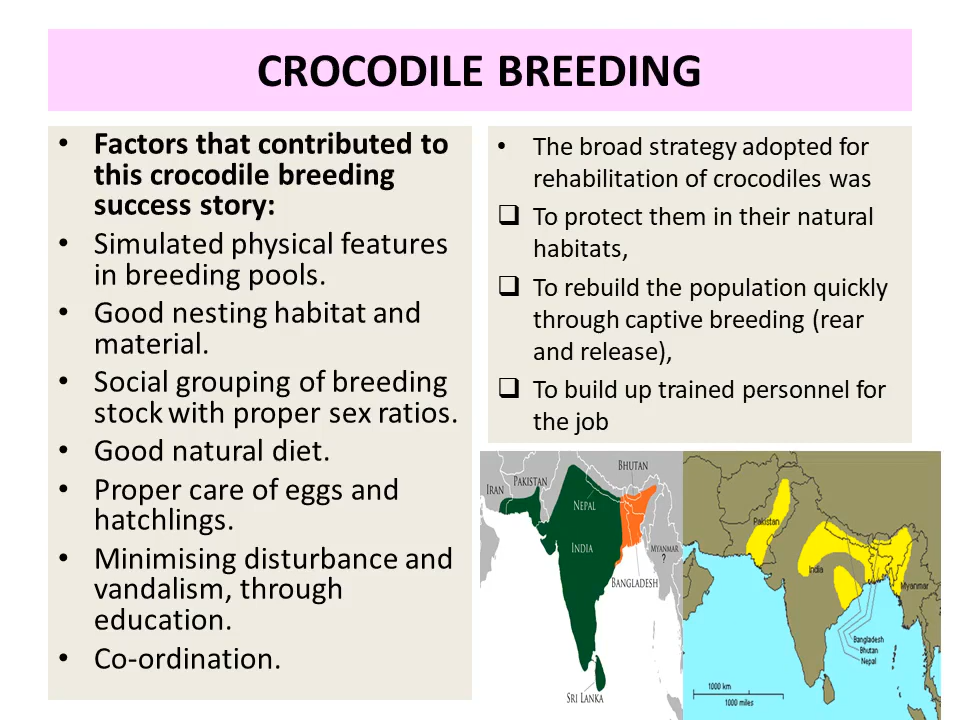 CROCODILE BREEDING
• Factors that contributed to
this crocodile breeding
success story:
• Simulated physical features
in breeding pools.
• Good nesting habitat and
material.
• Social grouping of breeding
stock with proper sex ratios.
• Good natural diet.
• Proper care of eggs and
hatchlings.
• Minimising disturbance and
vandalism, through
education.
• Co-ordination.
• The broad strategy adopted for
rehabilitation of crocodiles was
❑ To protect them in their natural
habitats,
❑ To rebuild the population quickly
through captive breeding (rear
and release),
❑ To build up trained personnel for
the job
IRAN
PAKISTAN
BHUTAN
NEPAL
INDIA
MYANMAR
?
BANGLADESH
SRI LANKA
Pakistan
India
Myanmar
Bangladesh
Bhutan
Nepal
1000 km
1000 miles